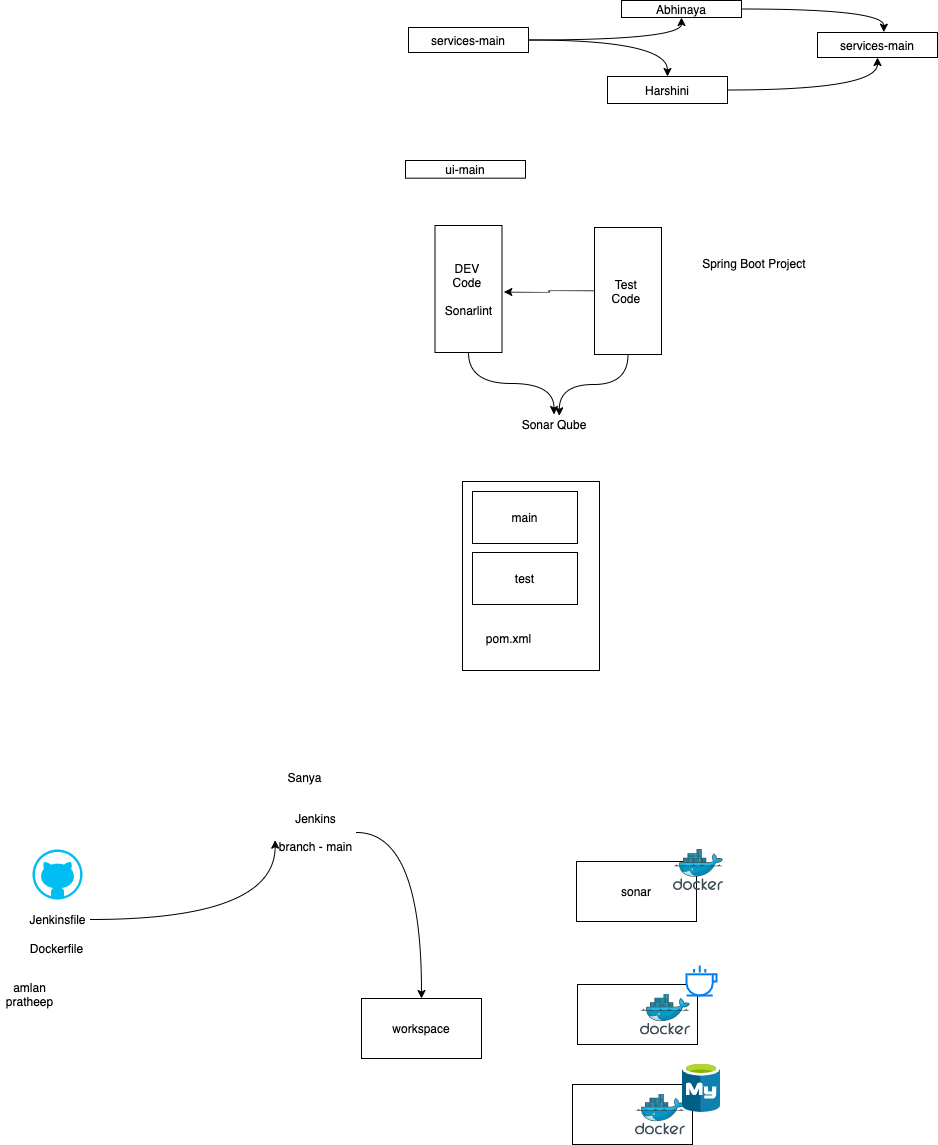 Abhinaya
services-main
services-main
Harshini
ui-main
DEV
Code
Sonarlint
Test
Code
Spring Boot Project
Sonar Qube
main
test
pom.xml
Sanya
Jenkins
branch - main
Jenkinsfile
Dockerfile
amlan
pratheep
workspace
sonar
docker
docker
My
docker